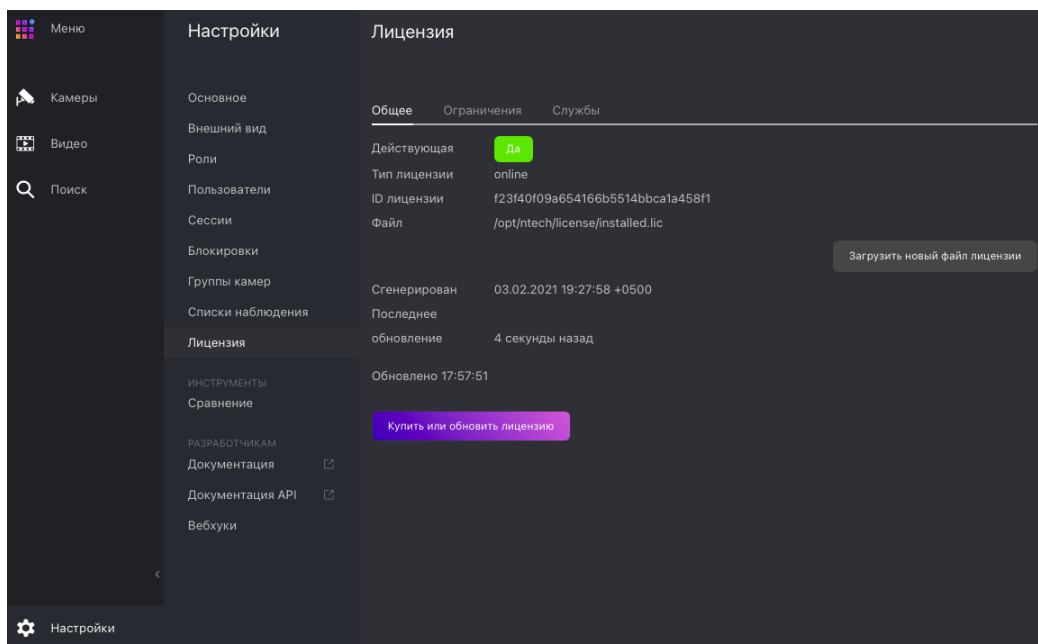 Меню
Камеры
Видео
Поиск
Настройки
Настройки
Основное
Внешний вид
Роли
Пользователи
Сессии
Блокировки
Группы камер
Списки наблюдения
Лицензия
ИНСТРУМЕНТЫ
Сравнение
РАЗРАБОТЧИКАМ
Документация
Документация API
Вебхуки
Лицензия
Общее Ограничения Службы
Действующая Да
Тип лицензии online
ID лицензии f23f40f09a654166b5514bbca1a458f1
Файл /opt/ntech/license/installed.lic
Загрузить новый файл лицензии
Сгенерирован 03.02.2021 19:27:58 +0500
Последнее
обновление 4 секунды назад
Обновлено 17:57:51
Купить или обновить лицензию